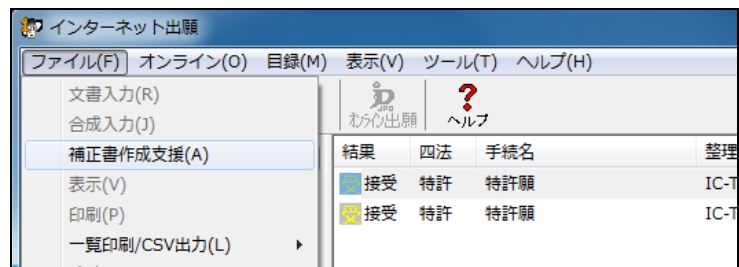 インターネット出願
ファイル(F) オンライン(O) 目録(M) 表示(V) ツール(T) ヘルプ(H)
文書入力(R)
合成入力(J)
補正書作成支援(A)
表示(V)
印刷(P)
一覧印刷/CSV出力(L)
JPO
オンライン出願 ヘルプ
結果 四法 手続名 整理
受 接受 特許 特許願 IC-T
受 接受 特許 特許願 IC-T